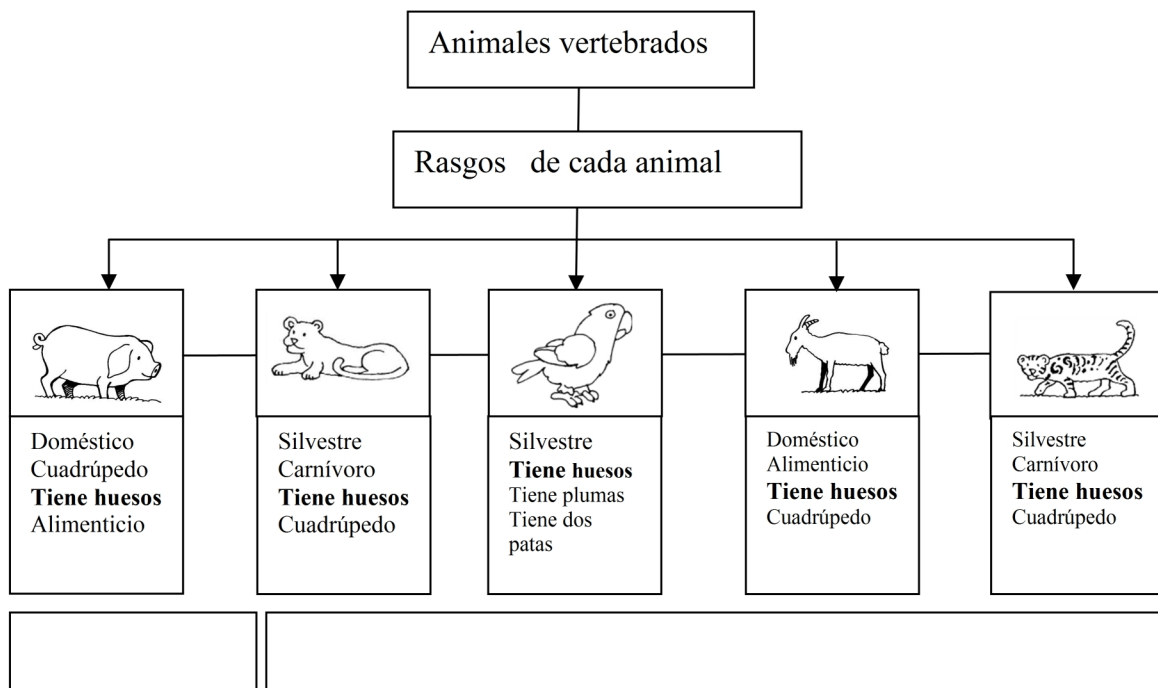 Animales vertebrados
Rasgos de cada animal
Doméstico
Cuadrúpedo
Tiene huesos
Alimenticio
Silvestre
Carnívoro
Tiene huesos
Cuadrúpedo
Silvestre
Tiene huesos
Tiene plumas
Tiene dos
patas
Doméstico
Alimenticio
Tiene huesos
Cuadrúpedo
Silvestre
Carnívoro
Tiene huesos
Cuadrúpedo